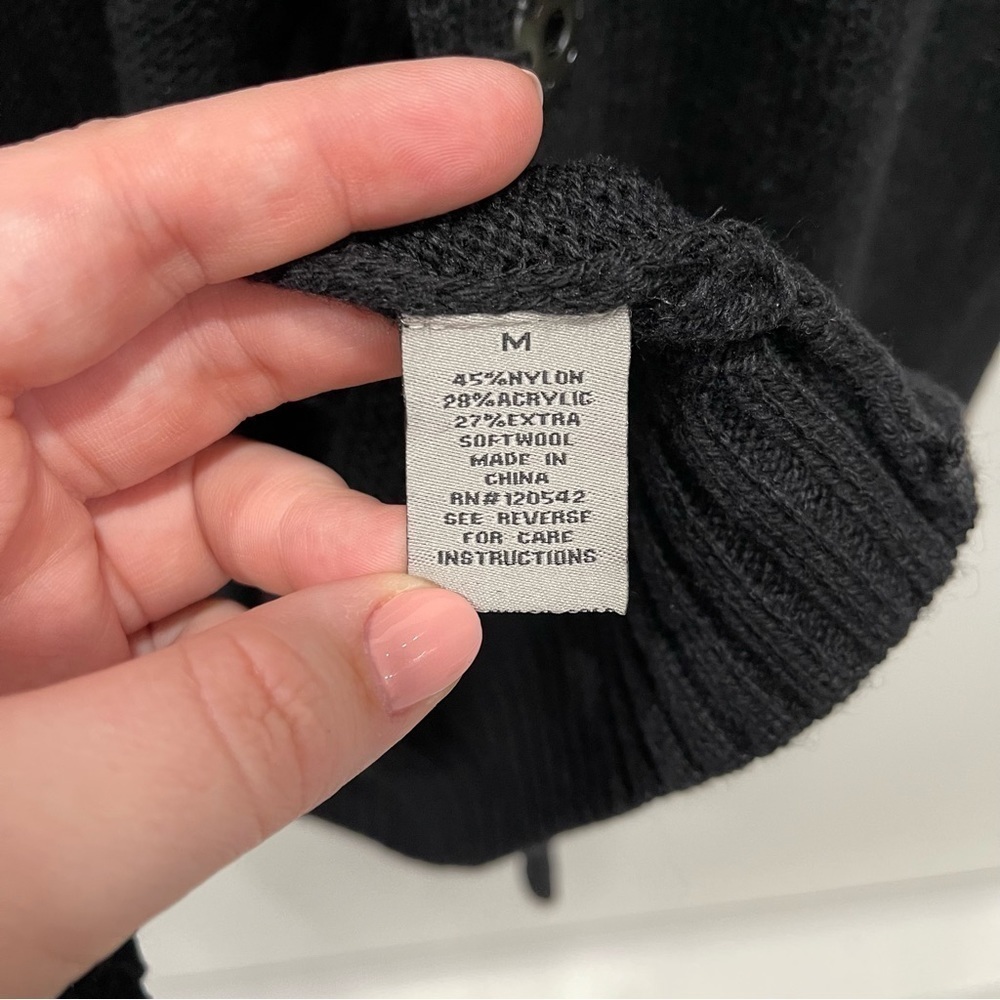 M
45%NYLON
28%ACRYLIC
27%EXTRA
SOFTWOOL
MADE IN
CHINA
RN#120542
SEE REVERSE
FOR CARE
INSTRUCTIONS